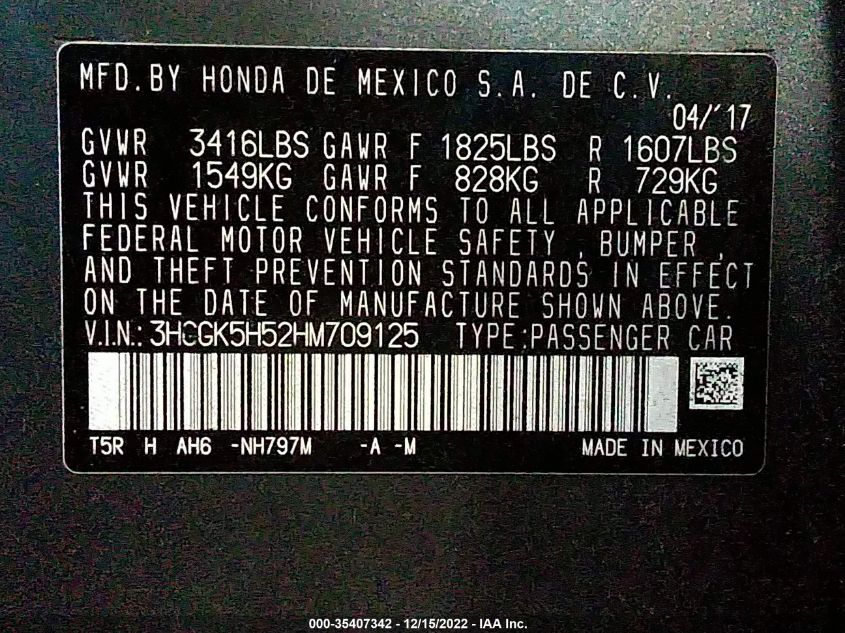 MFD.BY HONDA DE MEXICO S.A. DE C.V.
04/'17
GVWR 3416LBS GAWR F 1825LBS R 1607LBS
GVWR 1549KG GAWR F 828KG R 729KG
THIS VEHICLE CONFORMS TO ALL APPLICABLE
FEDERAL MOTOR VEHICLE SAFETY , BUMPER ,
AND THEFT PREVENTION STANDARDS IN EFFECT
ON THE DATE OF MANUFACTURE SHOWN ABOVE.
V.I.N.: 3HCGK5H52HM709125 TYPE:PASSENGER CAR
T5R H AH6 -NH797M -A -M MADE IN MEXICO
000-35407342 - 12/15/2022 - IAA Inc.